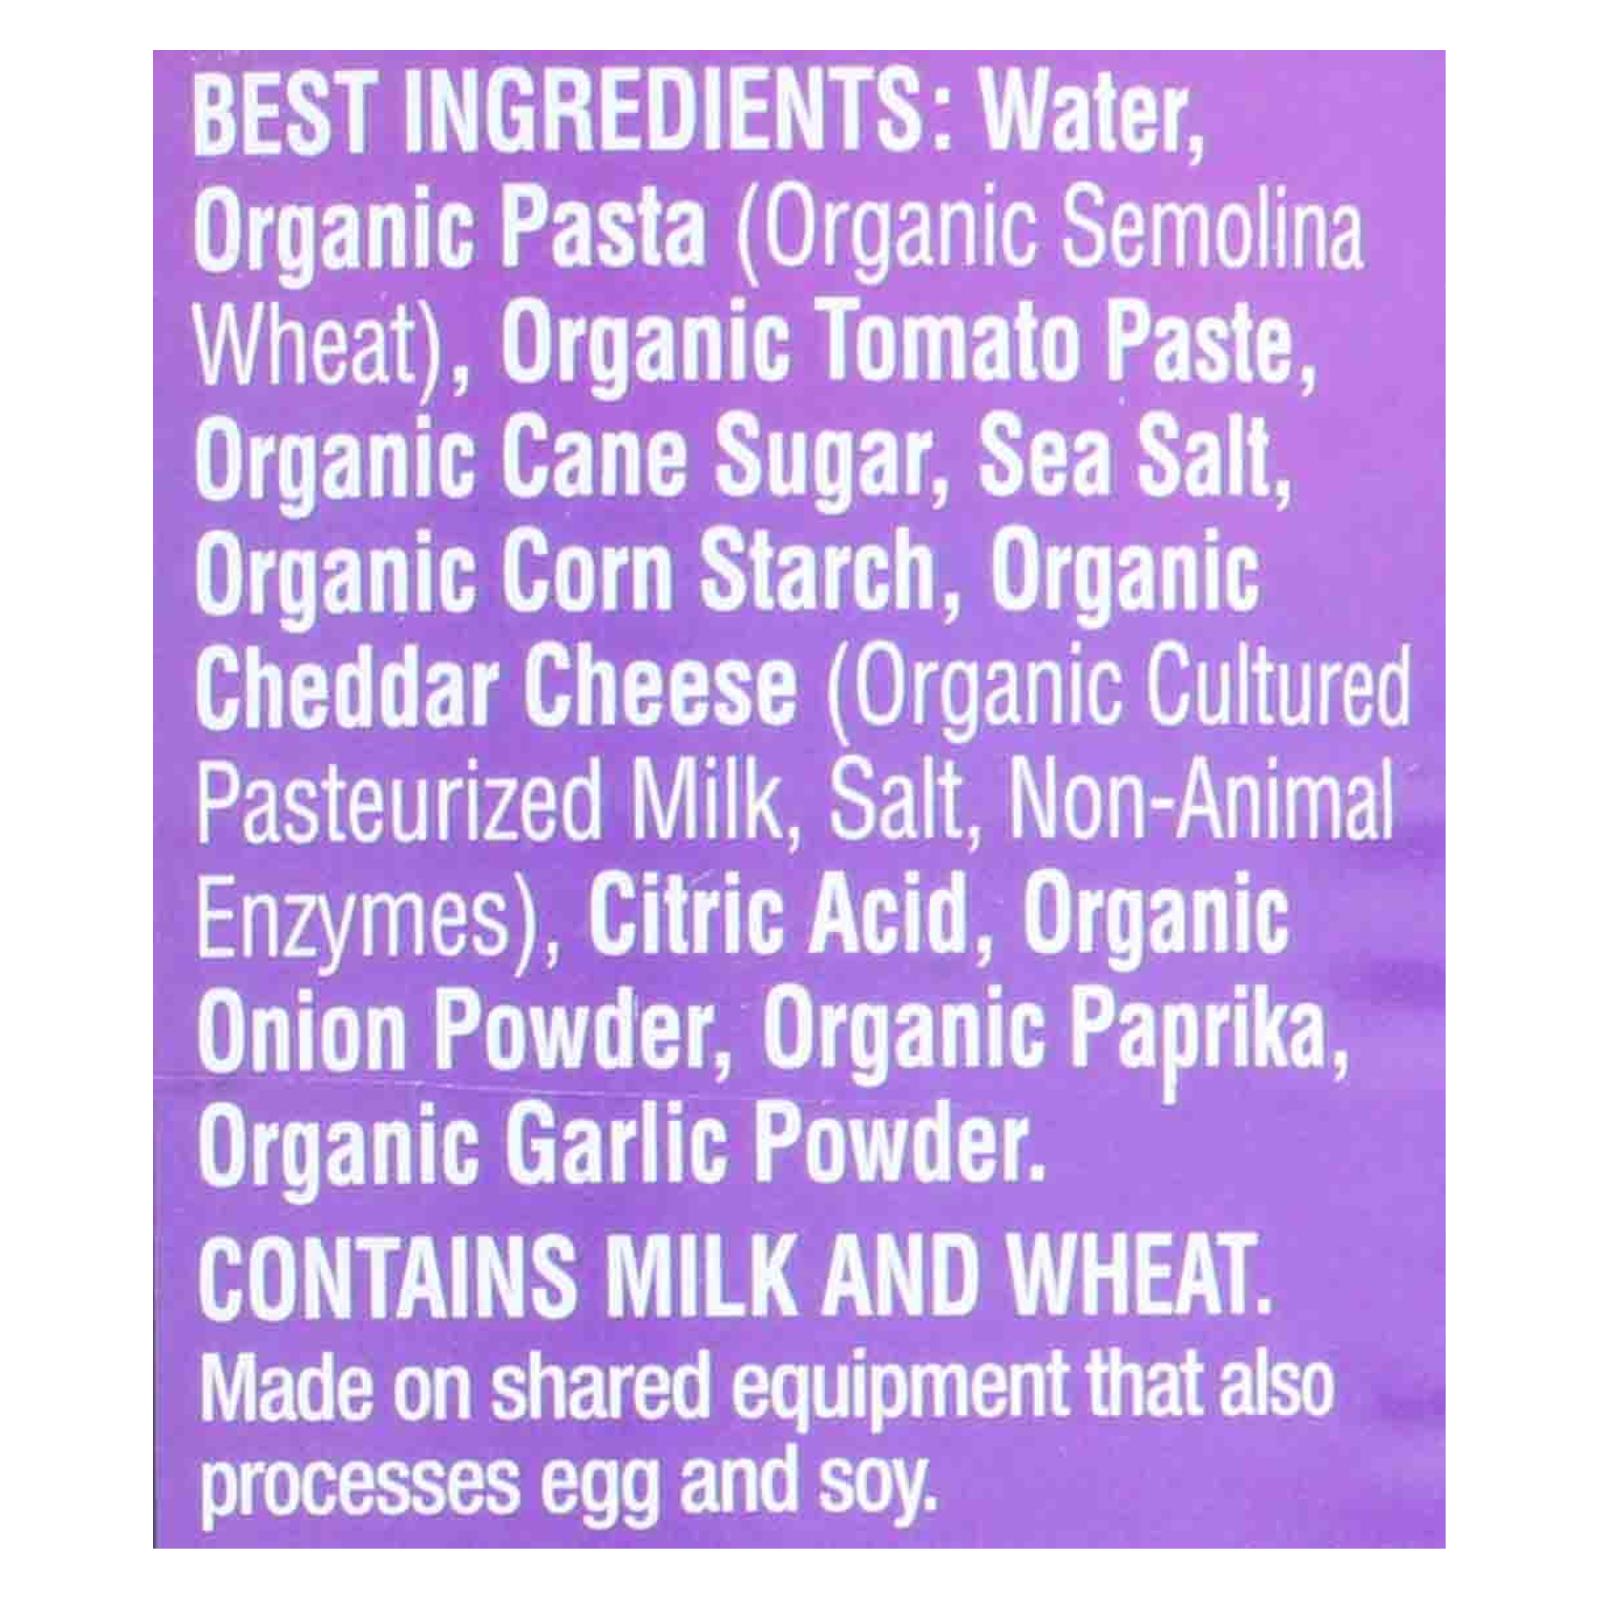 BEST INGREDIENTS: Water,
Organic Pasta (Organic Semolina
Wheat), Organic Tomato Paste,
Organic Cane Sugar, Sea Salt,
Organic Corn Starch, Organic
Cheddar Cheese (Organic Cultured
Pasteurized Milk, Salt, Non-Animal
Enzymes), Citric Acid, Organic
Onion Powder, Organic Paprika,
Organic Garlic Powder.
CONTAINS MILK AND WHEAT.
Made on shared equipment that also
processes egg and soy.